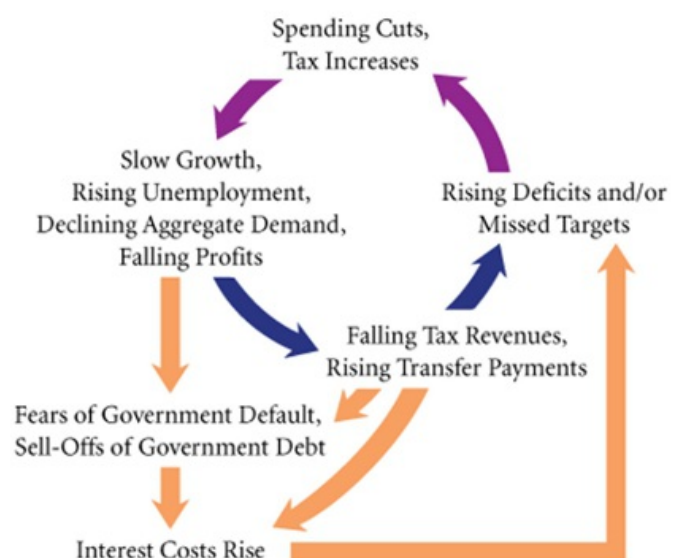 Spending Cuts,
Tax Increases
Slow Growth,
Rising Unemployment,
Declining Aggregate Demand,
Falling Profits
Rising Deficits and/or
Missed Targets
Falling Tax Revenues,
Rising Transfer Payments
Fears of Government Default,
Sell-Offs of Government Debt
Interest Costs Rise